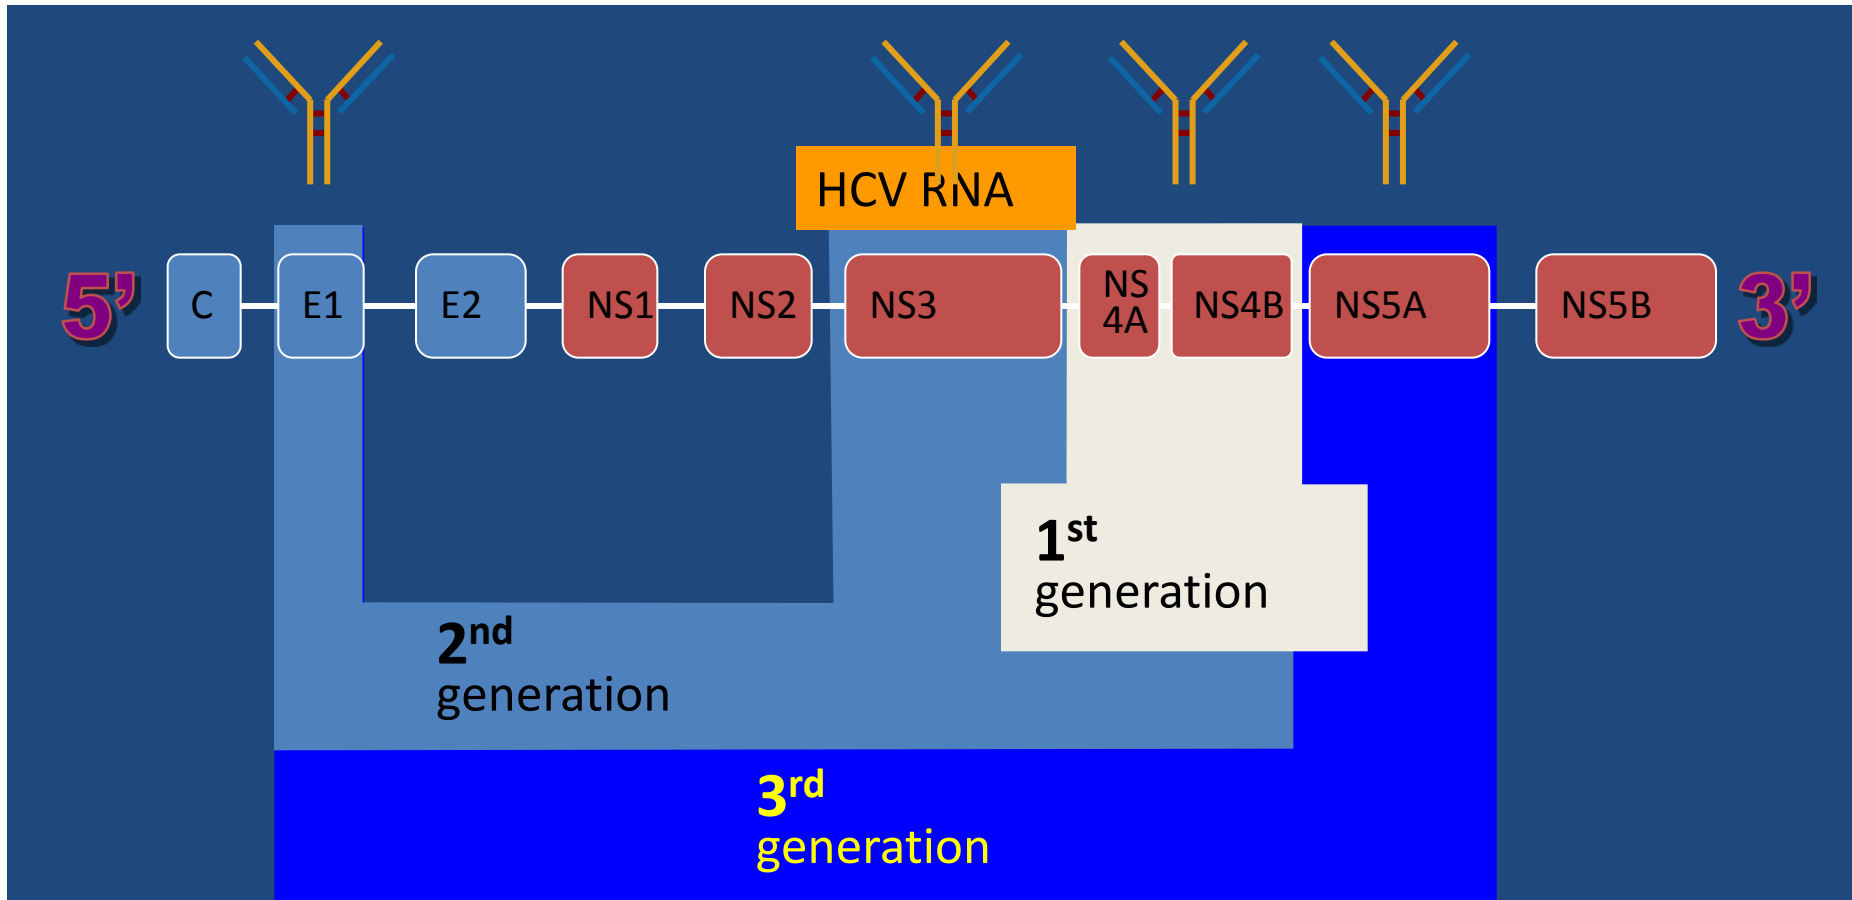 HCV RNA
5’
C
E1
E2
NS1
NS2
NS3
NS
4A
NS4B
NS5A
NS5B
3’
1st
generation
2nd
generation
3rd
generation